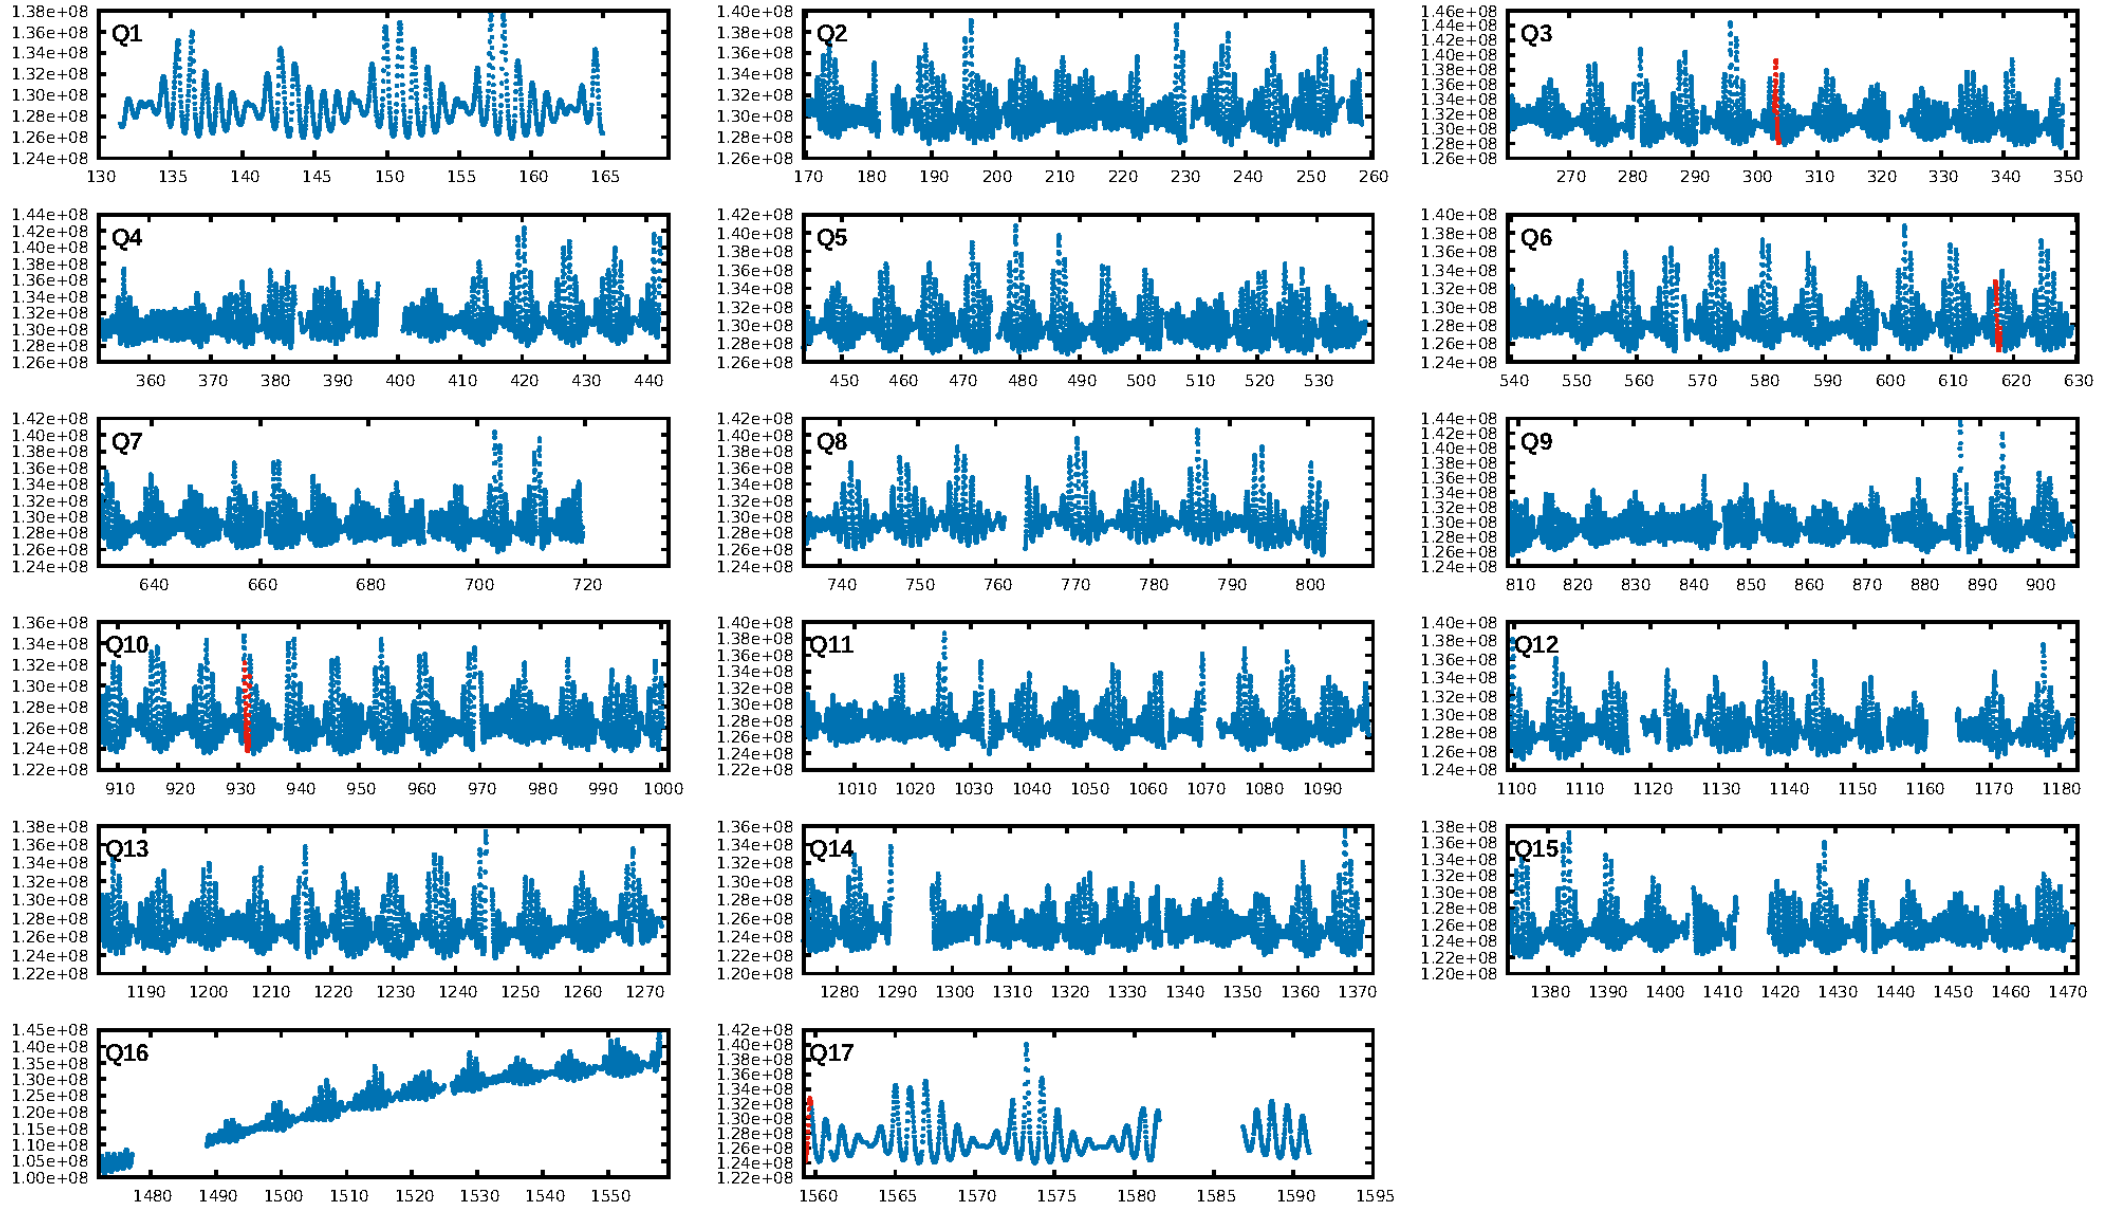 1.38e+08 1.36e+08 1.34e+08 1.32e+08 1.30e+08 1.28e+08 1.26e+08 1.24e+08
Q1
130 135 140 145 150 155 160 165
1.40e+08 1.38e+08 1.36e+08 1.34e+08 1.32e+08 1.30e+08 1.28e+08 1.26e+08
Q2
170 180 190 200 210 220 230 240 250 260
1.46e+08 1.44e+08 1.42e+08 1.40e+08 1.38e+08 1.36e+08 1.34e+08 1.32e+08 1.30e+08 1.28e+08 1.26e+08
Q3
270 280 290 300 310 320 330 340 350
1.44e+08 1.42e+08 1.40e+08 1.38e+08 1.36e+08 1.34e+08 1.32e+08 1.30e+08 1.28e+08 1.26e+08
Q4
360 370 380 390 400 410 420 430 440
1.42e+08 1.40e+08 1.38e+08 1.36e+08 1.34e+08 1.32e+08 1.30e+08 1.28e+08 1.26e+08
Q5
450 460 470 480 490 500 510 520 530
1.40e+08 1.38e+08 1.36e+08 1.34e+08 1.32e+08 1.30e+08 1.28e+08 1.26e+08 1.24e+08
Q6
540 550 560 570 580 590 600 610 620 630
1.42e+08 1.40e+08 1.38e+08 1.36e+08 1.34e+08 1.32e+08 1.30e+08 1.28e+08 1.26e+08 1.24e+08
Q7
640 660 680 700 720
1.42e+08 1.40e+08 1.38e+08 1.36e+08 1.34e+08 1.32e+08 1.30e+08 1.28e+08 1.26e+08 1.24e+08
Q8
740 750 760 770 780 790 800
1.44e+08 1.42e+08 1.40e+08 1.38e+08 1.36e+08 1.34e+08 1.32e+08 1.30e+08 1.28e+08 1.26e+08 1.24e+08
Q9
810 820 830 840 850 860 870 880 890 900
1.36e+08 1.34e+08 1.32e+08 1.30e+08 1.28e+08 1.26e+08 1.24e+08 1.22e+08
Q10
910 920 930 940 950 960 970 980 990 1000
1.40e+08 1.38e+08 1.36e+08 1.34e+08 1.32e+08 1.30e+08 1.28e+08 1.26e+08 1.24e+08 1.22e+08
Q11
1010 1020 1030 1040 1050 1060 1070 1080 1090
1.40e+08 1.38e+08 1.36e+08 1.34e+08 1.32e+08 1.30e+08 1.28e+08 1.26e+08 1.24e+08
Q12
1100 1110 1120 1130 1140 1150 1160 1170 1180
1.38e+08 1.36e+08 1.34e+08 1.32e+08 1.30e+08 1.28e+08 1.26e+08 1.24e+08 1.22e+08
Q13
1190 1200 1210 1220 1230 1240 1250 1260 1270
1.36e+08 1.34e+08 1.32e+08 1.30e+08 1.28e+08 1.26e+08 1.24e+08 1.22e+08 1.20e+08
Q14
1280 1290 1300 1310 1320 1330 1340 1350 1360 1370
1.38e+08 1.36e+08 1.34e+08 1.32e+08 1.30e+08 1.28e+08 1.26e+08 1.24e+08 1.22e+08 1.20e+08
Q15
1380 1390 1400 1410 1420 1430 1440 1450 1460 1470
1.45e+08 1.40e+08 1.35e+08 1.30e+08 1.25e+08 1.20e+08 1.15e+08 1.10e+08 1.05e+08 1.00e+08
Q16
1480 1490 1500 1510 1520 1530 1540 1550
1.42e+08 1.40e+08 1.38e+08 1.36e+08 1.34e+08 1.32e+08 1.30e+08 1.28e+08 1.26e+08 1.24e+08 1.22e+08
Q17
1560 1565 1570 1575 1580 1585 1590 1595